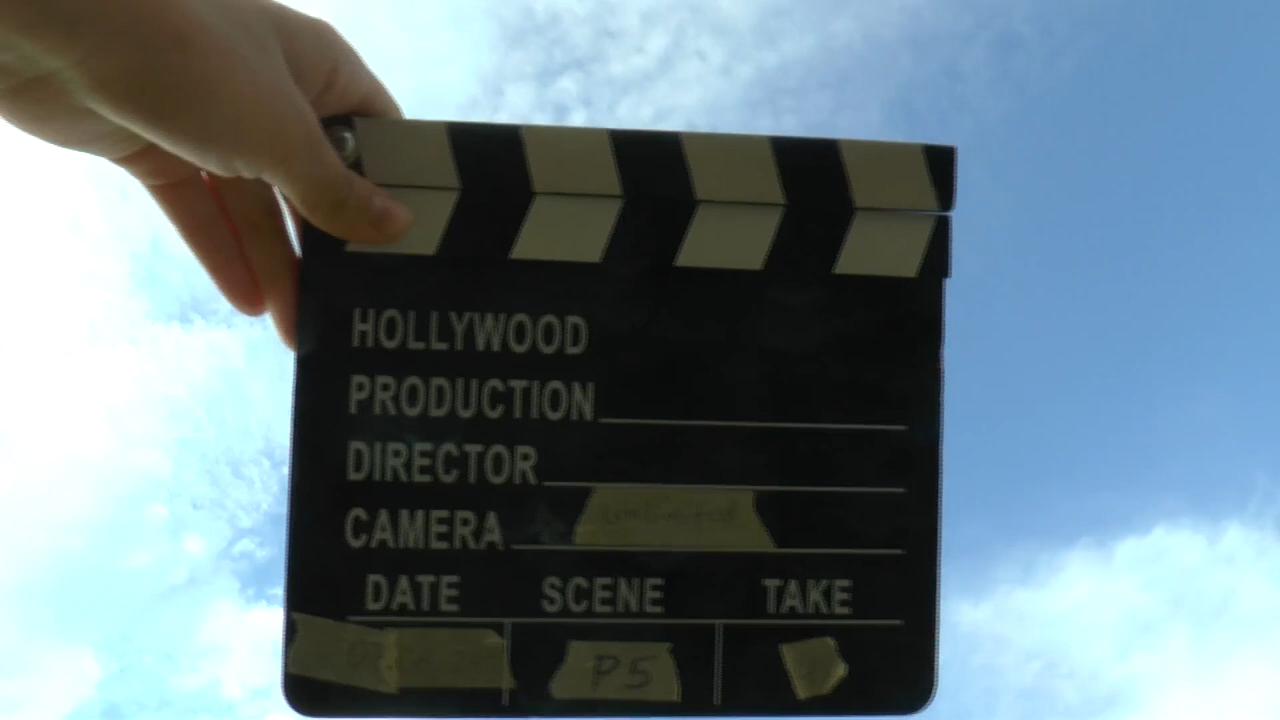 HOLLYWOOD
PRODUCTION
DIRECTOR
CAMERA
DATE SCENE TAKE
P5